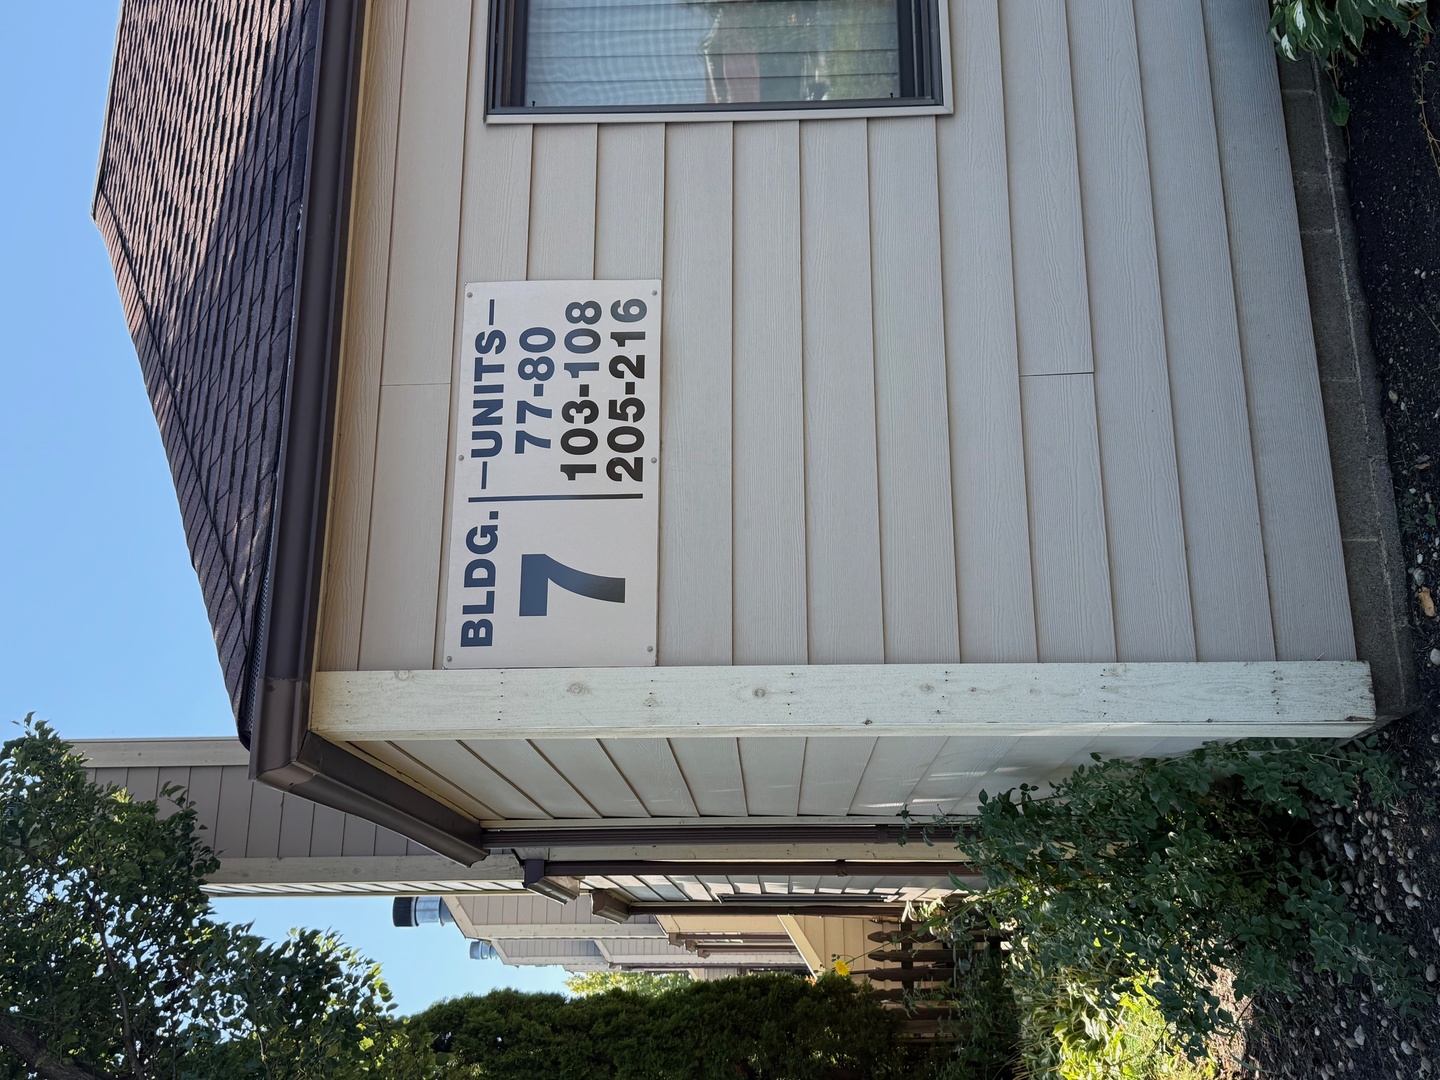 BLDG.
7
—UNITS—
77-80
103-108
205-216